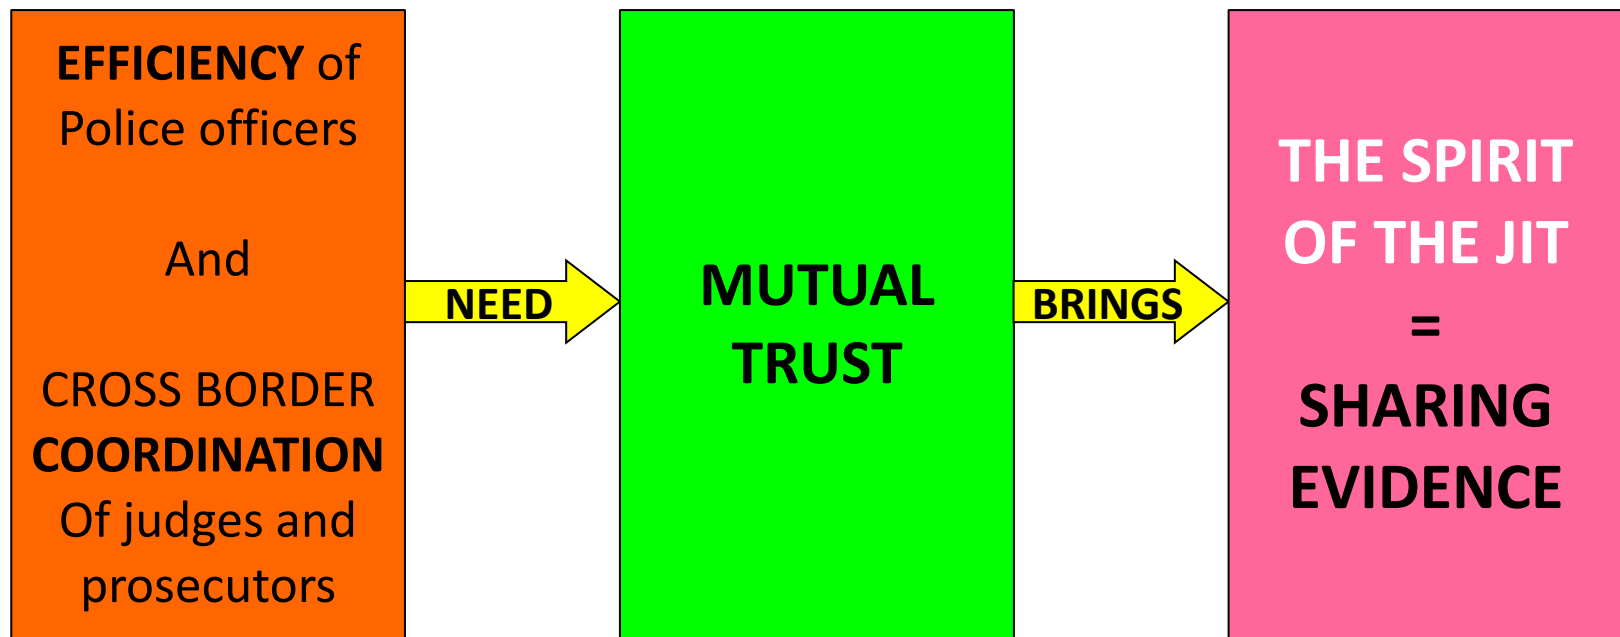 EFFICIENCY of
Police officers
And
CROSS BORDER
COORDINATION
Of judges and
prosecutors
NEED
MUTUAL
TRUST
BRINGS
THE SPIRIT
OF THE JIT
=
SHARING
EVIDENCE